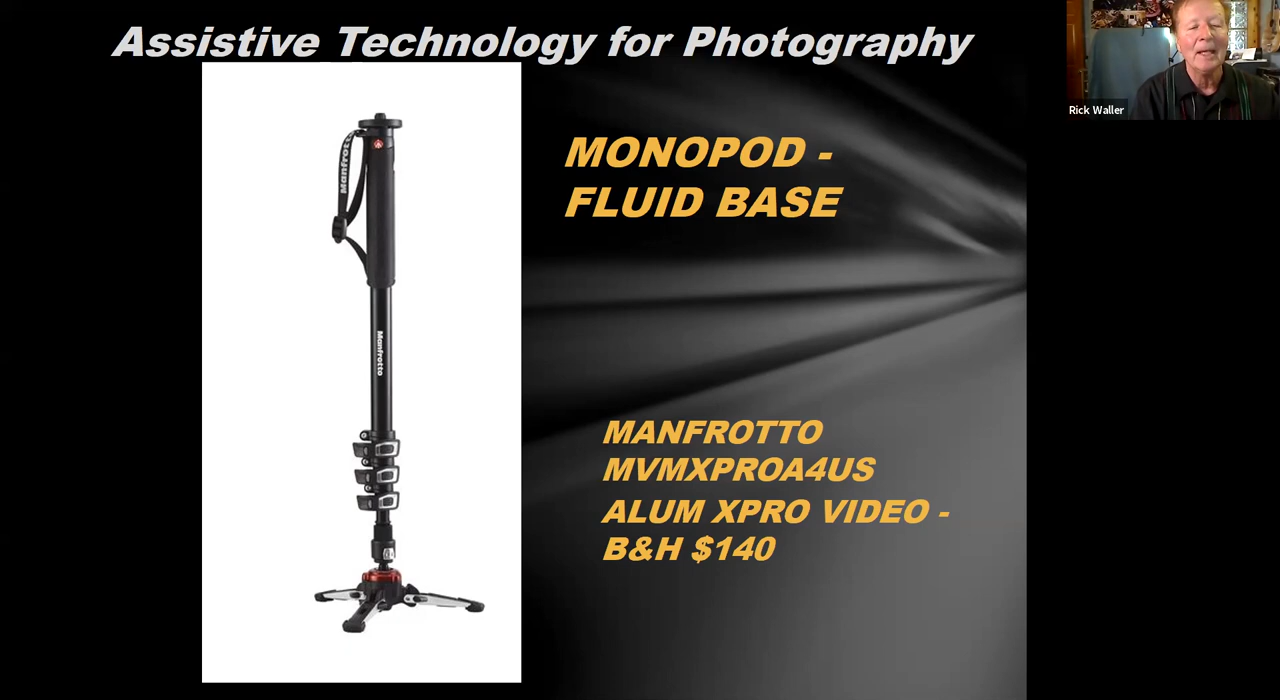 Assistive Technology for Photography
Rick Waller
MONOPOD -
FLUID BASE
Manfrotto
Manfrotto
MANFROTTO
MVMXPROA4US
ALUM XPRO VIDEO -
B&H $140